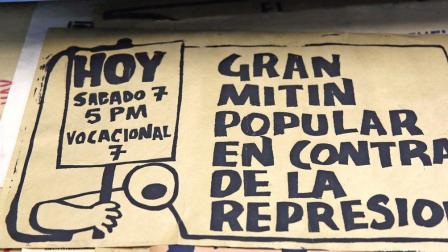 HOY
SABADO 7
5 PM
VOCACIONAL
7
GRAN
MITIN
POPULAR
EN CONTRA
DE LA
REPRESIO